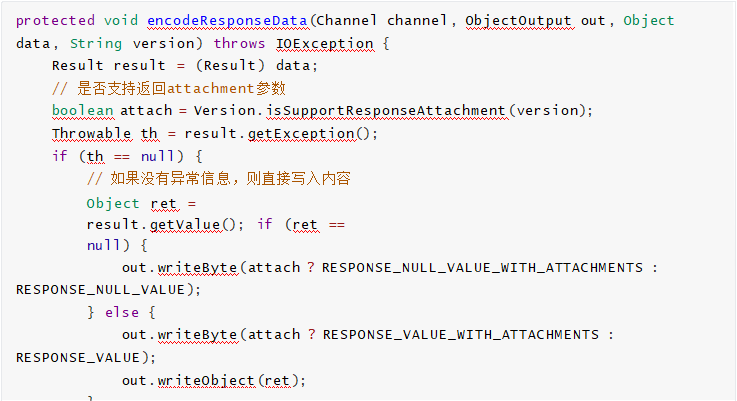 protected void encodeResponseData(Channel channel, ObjectOutput out, Object
data, String version) throws IOException {
Result result = (Result) data;
// 是否支持返回attachment参数
boolean attach = Version.isSupportResponseAttachment(version);
Throwable th = result.getException();
if (th == null) {
// 如果没有异常信息，则直接写入内容
Object ret =
result.getValue(); if (ret ==
null) {
out.writeByte(attach ? RESPONSE_NULL_VALUE_WITH_ATTACHMENTS :
RESPONSE_NULL_VALUE);
} else {
out.writeByte(attach ? RESPONSE_VALUE_WITH_ATTACHMENTS :
RESPONSE_VALUE);
out.writeObject(ret);
}